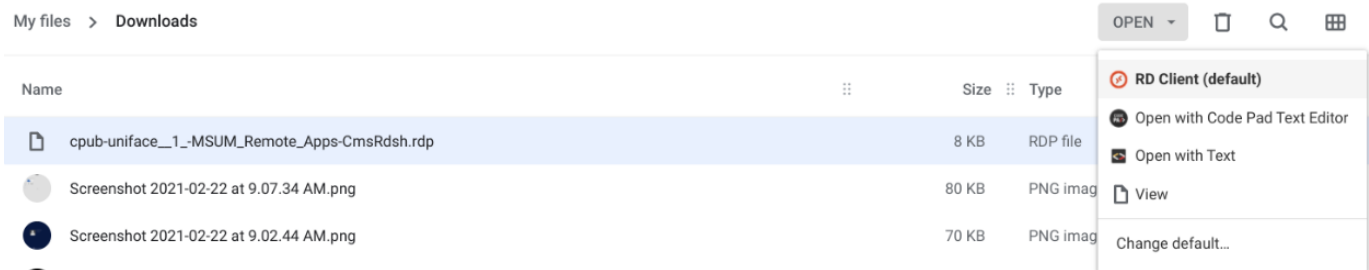 My files > Downloads
OPEN
Name
Size
Type
RD Client (default)
cpub-uniface__1_-MSUM_Remote_Apps-CmsRdsh.rdp
8 KB
RDP file
Open with Code Pad Text Editor
Open with Text
Screenshot 2021-02-22 at 9.07.34 AM.png
80 KB
PNG imag
View
Screenshot 2021-02-22 at 9.02.44 AM.png
70 KB
PNG imag
Change default...